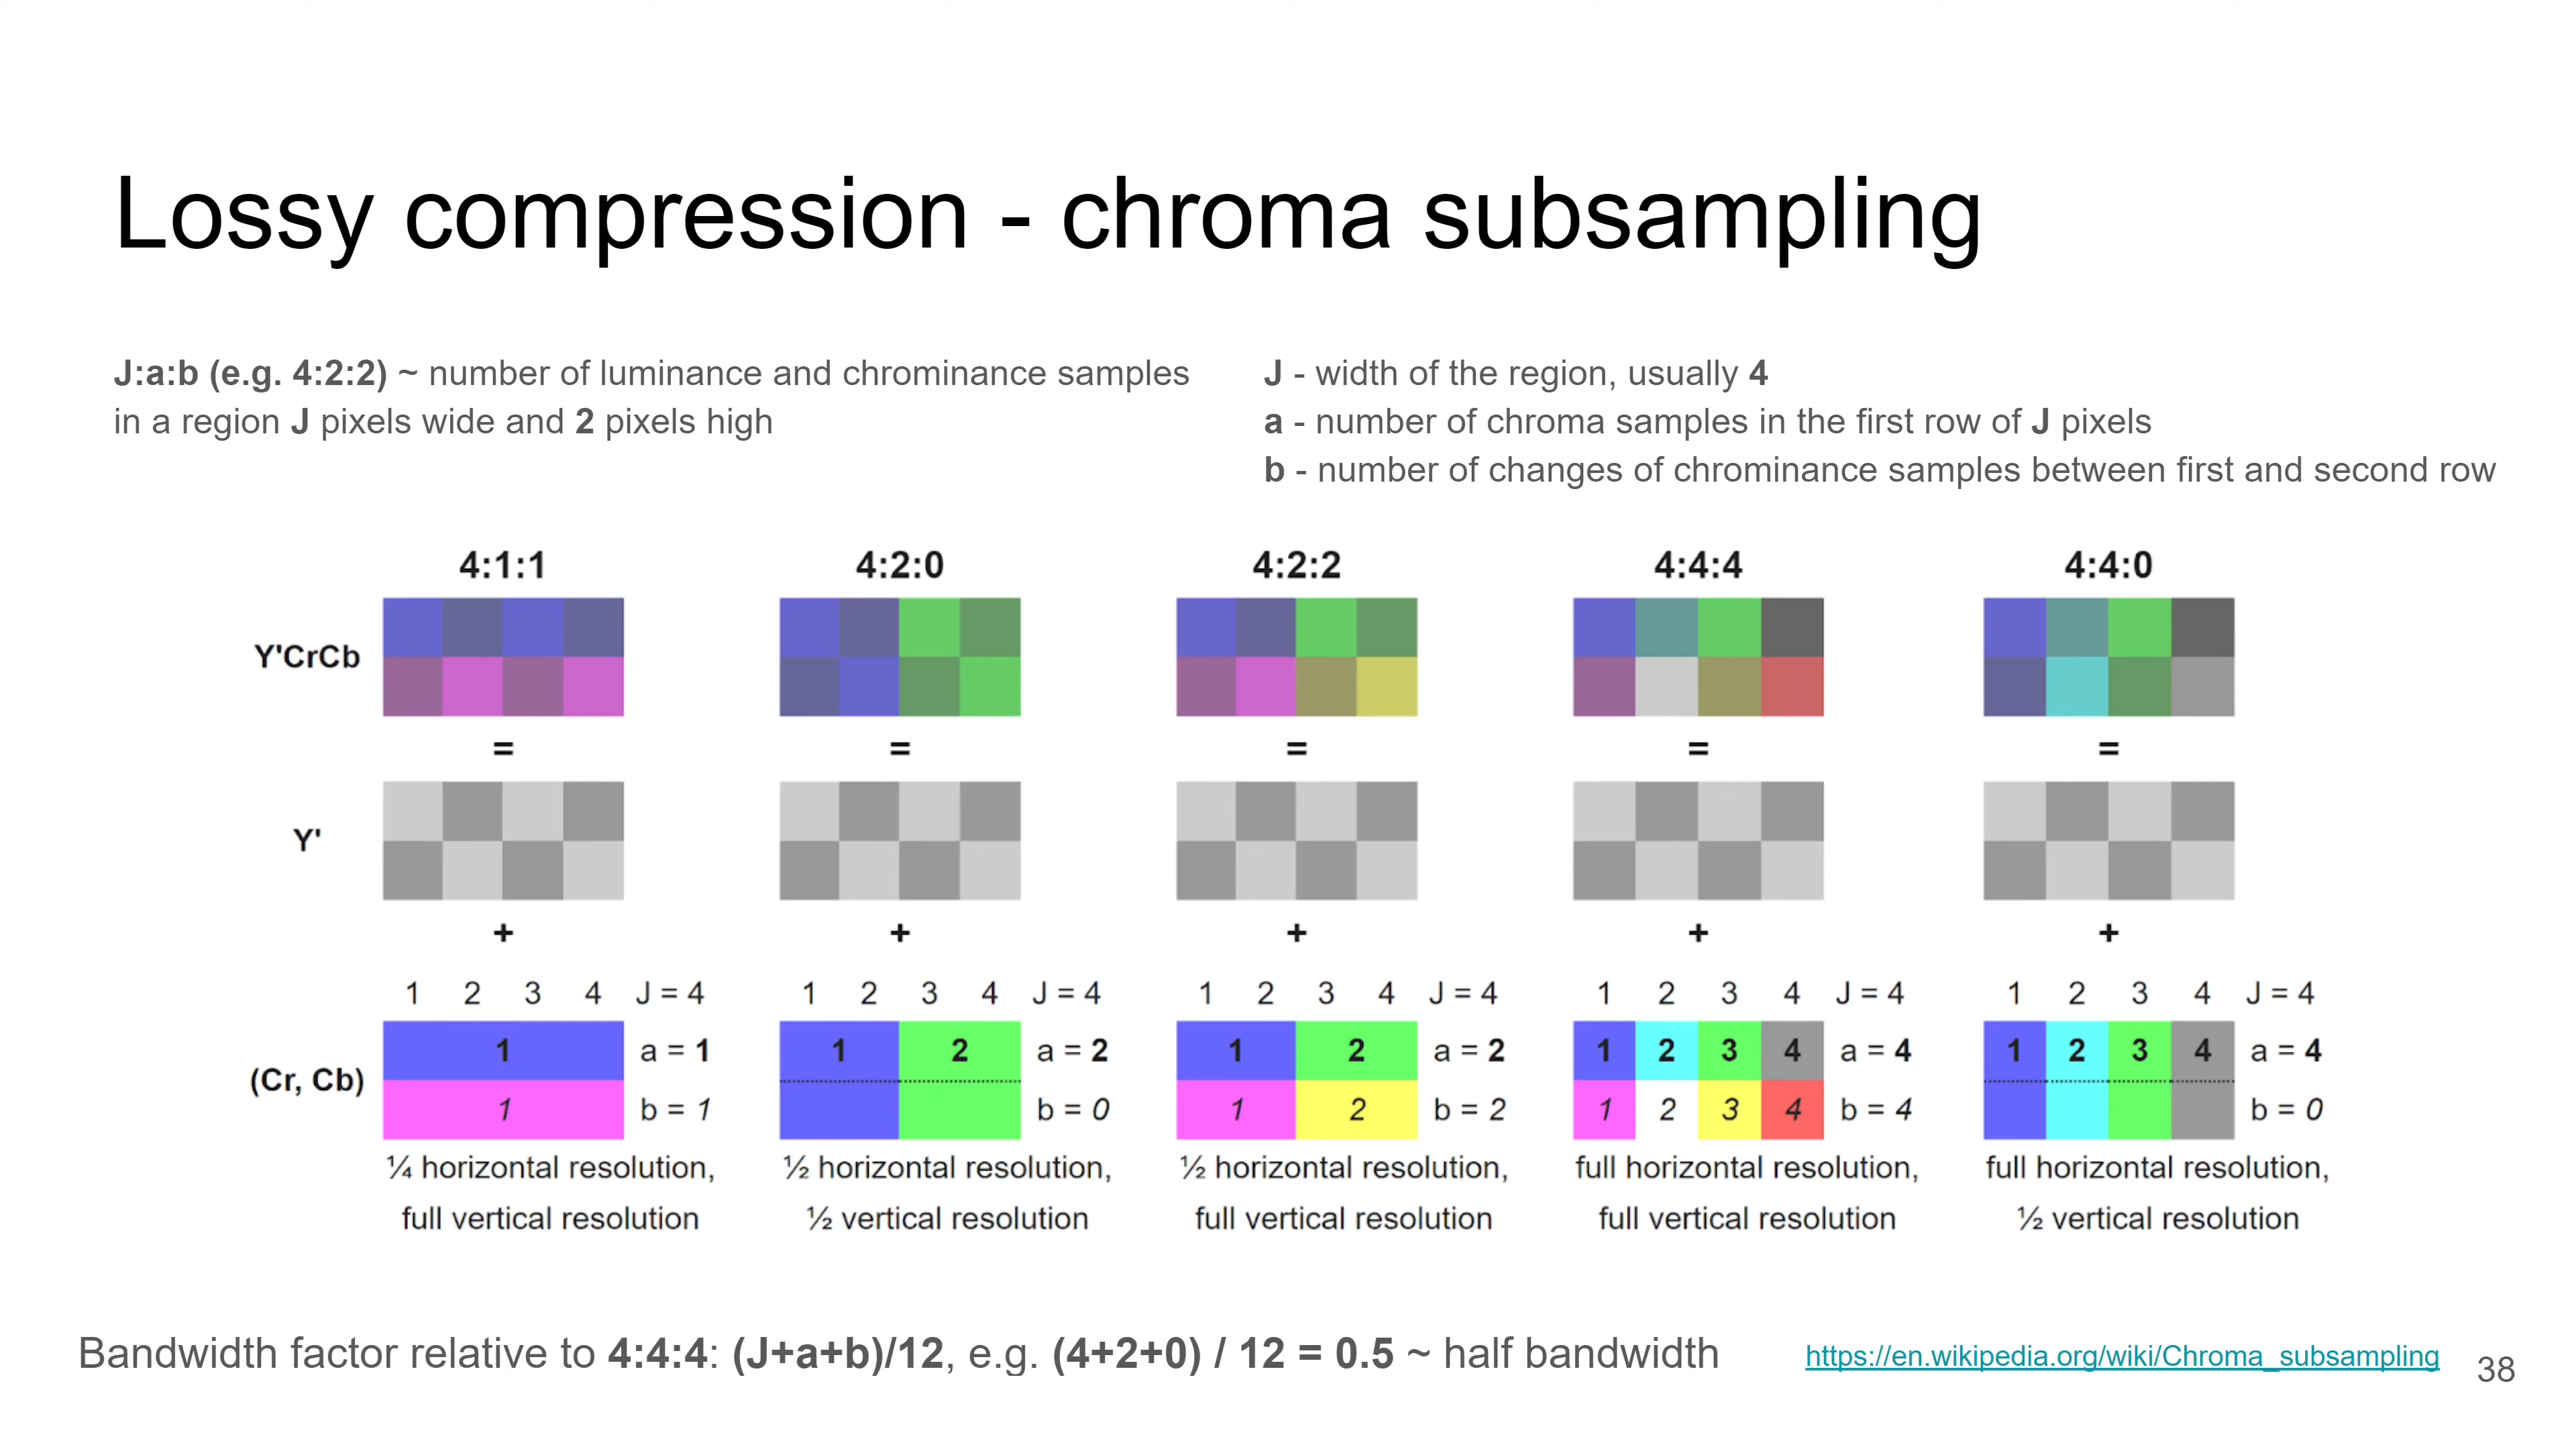 Lossy compression - chroma subsampling
J:a:b (e.g. 4:2:2) ~ number of luminance and chrominance samples
in a region J pixels wide and 2 pixels high
J - width of the region, usually 4
a - number of chroma samples in the first row of J pixels
b - number of changes of chrominance samples between first and second row
4:1:1 4:2:0 4:2:2 4:4:4 4:4:0
Y'CrCb
= = = = =
Y'
+ + + + +
1 2 3 4 J = 4 1 2 3 4 J = 4 1 2 3 4 J = 4 1 2 3 4 J = 4 1 2 3 4 J = 4
1 a = 1 1 2 a = 2 1 2 a = 2 1 2 3 4 a = 4 1 2 3 4 a = 4
(Cr, Cb)
1 b = 1 b = 0 1 2 b = 2 1 2 3 4 b = 4 b = 0
¼ horizontal resolution, ½ horizontal resolution, ½ horizontal resolution, full horizontal resolution, full horizontal resolution,
full vertical resolution ½ vertical resolution full vertical resolution full vertical resolution ½ vertical resolution
Bandwidth factor relative to 4:4:4: (J+a+b)/12, e.g. (4+2+0) / 12 = 0.5 ~ half bandwidth
https://en.wikipedia.org/wiki/Chroma_subsampling
38